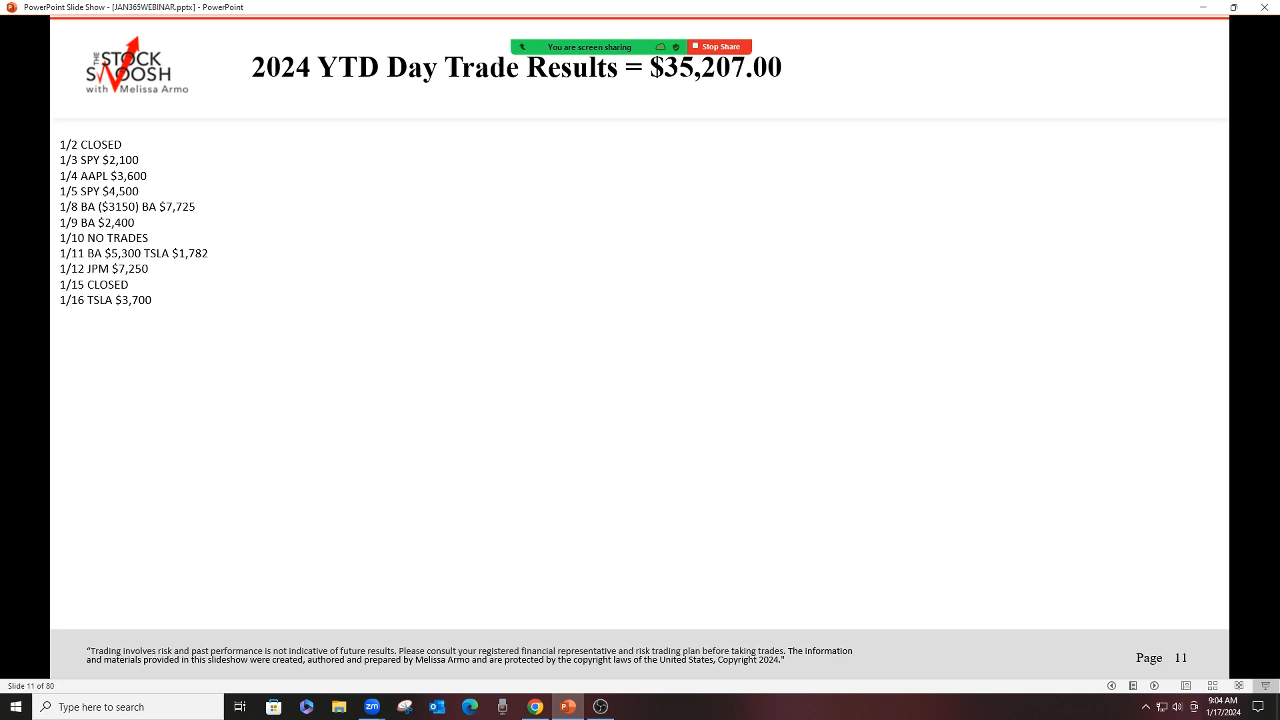 PowerPoint Slide Show - [JAN365WEBINAR.pptx] - PowerPoint
You are screen sharing
Stop Share
THE
STOCK
SWOOSH
with Melissa Armo
2024 YTD Day Trade Results = $35,207.00
1/2 CLOSED
1/3 SPY $2,100
1/4 AAPL $3,600
1/5 SPY $4,500
1/8 BA ($3150) BA $7,725
1/9 BA $2,400
1/10 NO TRADES
1/11 BA $5,300 TSLA $1,782
1/12 JPM $7,250
1/15 CLOSED
1/16 TSLA $3,700
“Trading involves risk and past performance is not indicative of future results. Please consult your registered financial representative and risk trading plan before taking trades. The information
and materials provided in this slideshow were created, authored and prepared by Melissa Armo and are protected by the copyright laws of the United States, Copyright 2024."
Page 11
Slide 11 of 80
Type here to search
zm
9:04 AM
1/17/2024